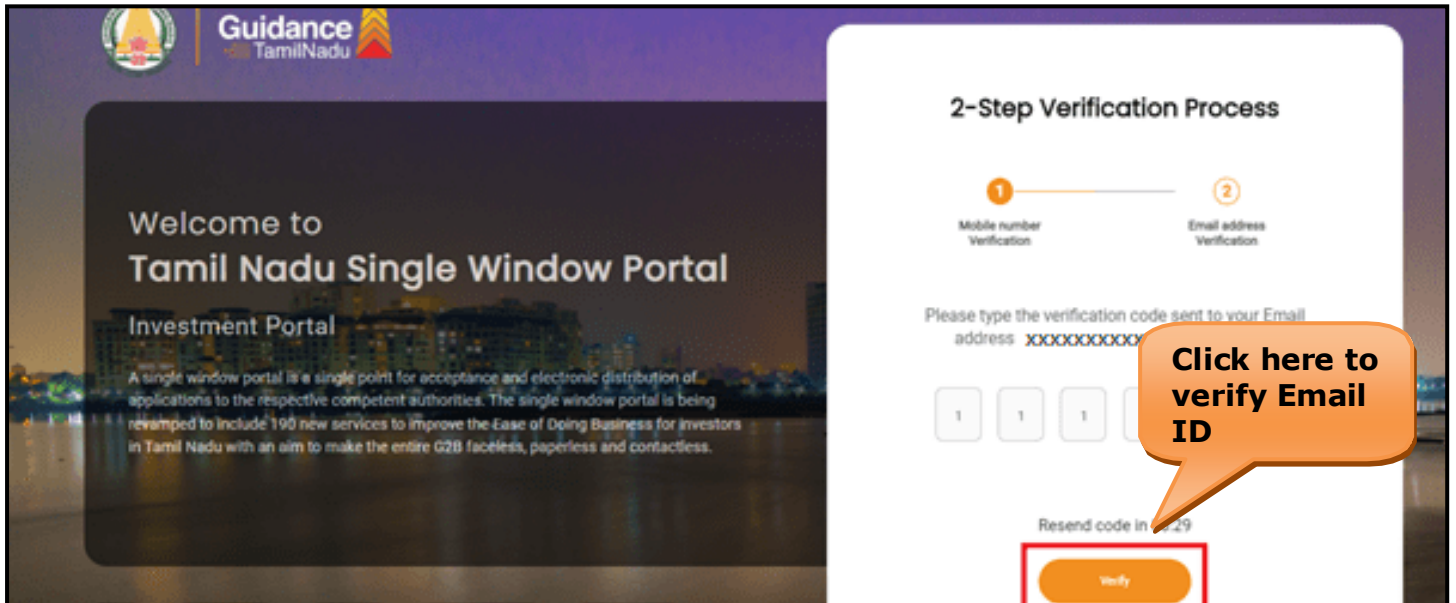 Guidance
TamilNadu
2-Step Verification Process
1
2
Mobile number
Verification
Email address
Verification
Welcome to
Tamil Nadu Single Window Portal
Investment Portal
A single window portal is a single point for acceptance and electronic distribution of
applications to the respective competent authorities. The single window portal is being
revamped to include 190 new services to improve the Ease of Doing Business for investors
in Tamil Nadu with an aim to make the entire G2B faceless, paperless and contactless.
Please type the verification code sent to your Email
address XXXXXXXXXXX
Click here to
verify Email
ID
1 1 1
Resend code in :29
Verify